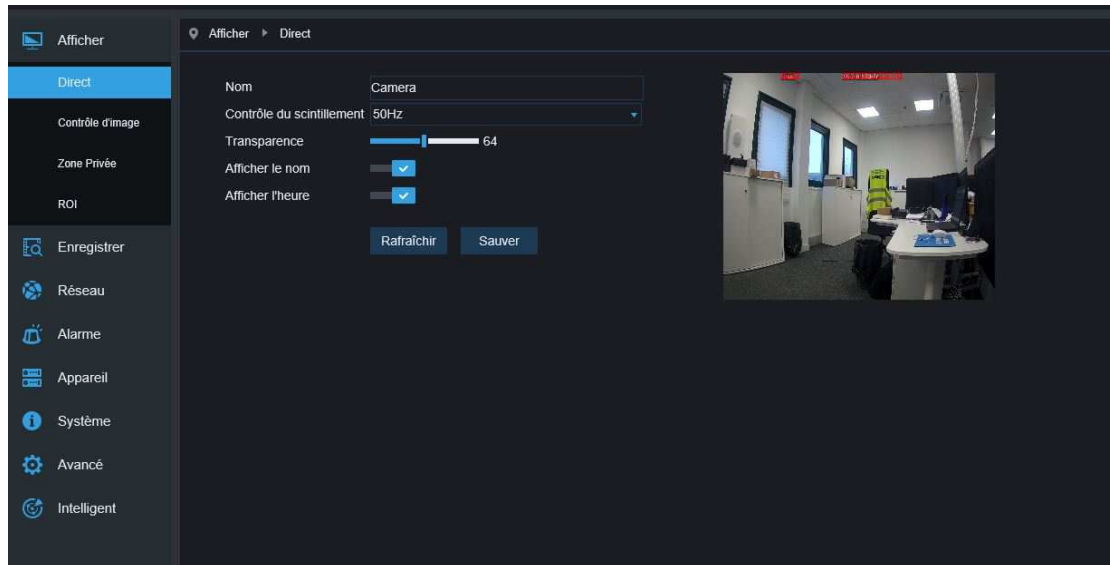 Afficher
Direct
Contrôle d'image
Zone Privée
ROI
Enregistrer
Réseau
Alarme
Appareil
Système
Avancé
Intelligent
Afficher Direct
Nom Camera
Contrôle du scintillement 50Hz
Transparence 64
Afficher le nom
Afficher l'heure
Rafraîchir Sauver